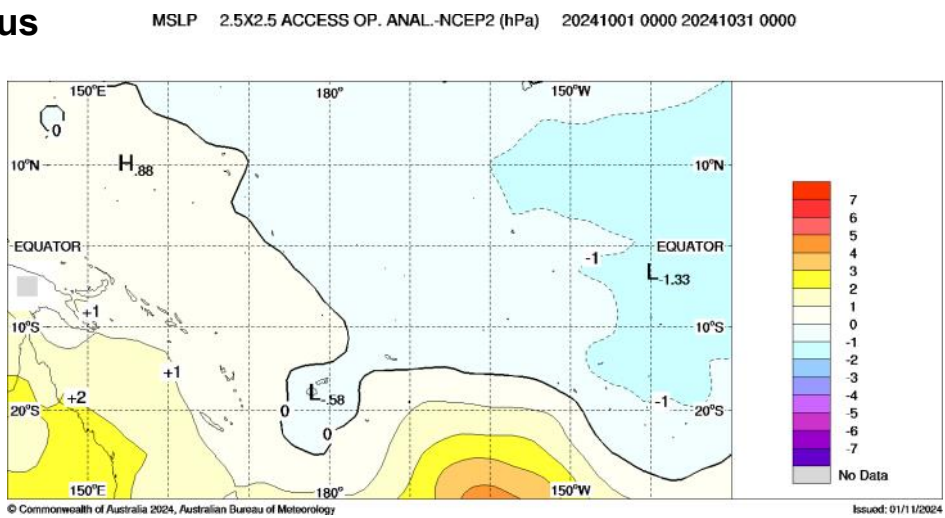 us
MSLP 2.5X2.5 ACCESS OP. ANAL.-NCEP2 (hPa) 20241001 0000 20241031 0000
150°E 180° 150°W
0
10°N H.88 10°N
EQUATOR EQUATOR
-1
L-1.33
+1
10°S 10°S
+1
+2 L-.58 -1
20°S 0 20°S
0
150°E 180° 150°W
7
6
5
4
3
2
1
0
-1
-2
-3
-4
-5
-6
-7
No Data
© Commonwealth of Australia 2024, Australian Bureau of Meteorology Issued: 01/11/2024